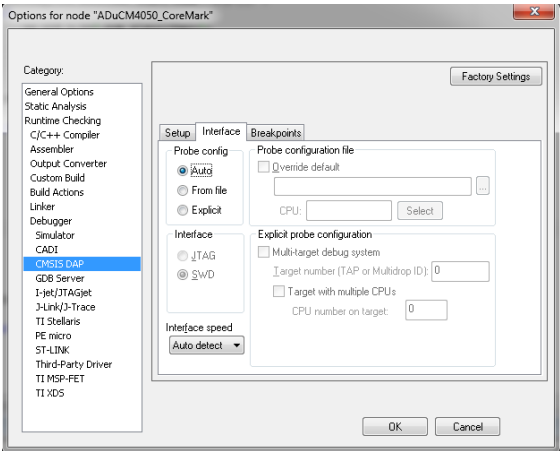 Options for node "ADuCM4050_CoreMark"
Category:
Factory Settings
General Options
Static Analysis
Runtime Checking
C/C++ Compiler
Assembler
Output Converter
Custom Build
Build Actions
Linker
Debugger
Simulator
CADI
CMSIS DAP
GDB Server
I-jet/JTAGjet
J-Link/J-Trace
TI Stellaris
PE micro
ST-LINK
Third-Party Driver
TI MSP-FET
TI XDS
Setup Interface Breakpoints
Probe config
Auto
From file
Explicit
Probe configuration file
Override default
...
CPU:
Select
Interface
JTAG
SWD
Explicit probe configuration
Multi-target debug system
Target number (TAP or Multidrop ID): 0
Target with multiple CPUs
CPU number on target: 0
Interface speed
Auto detect
OK Cancel